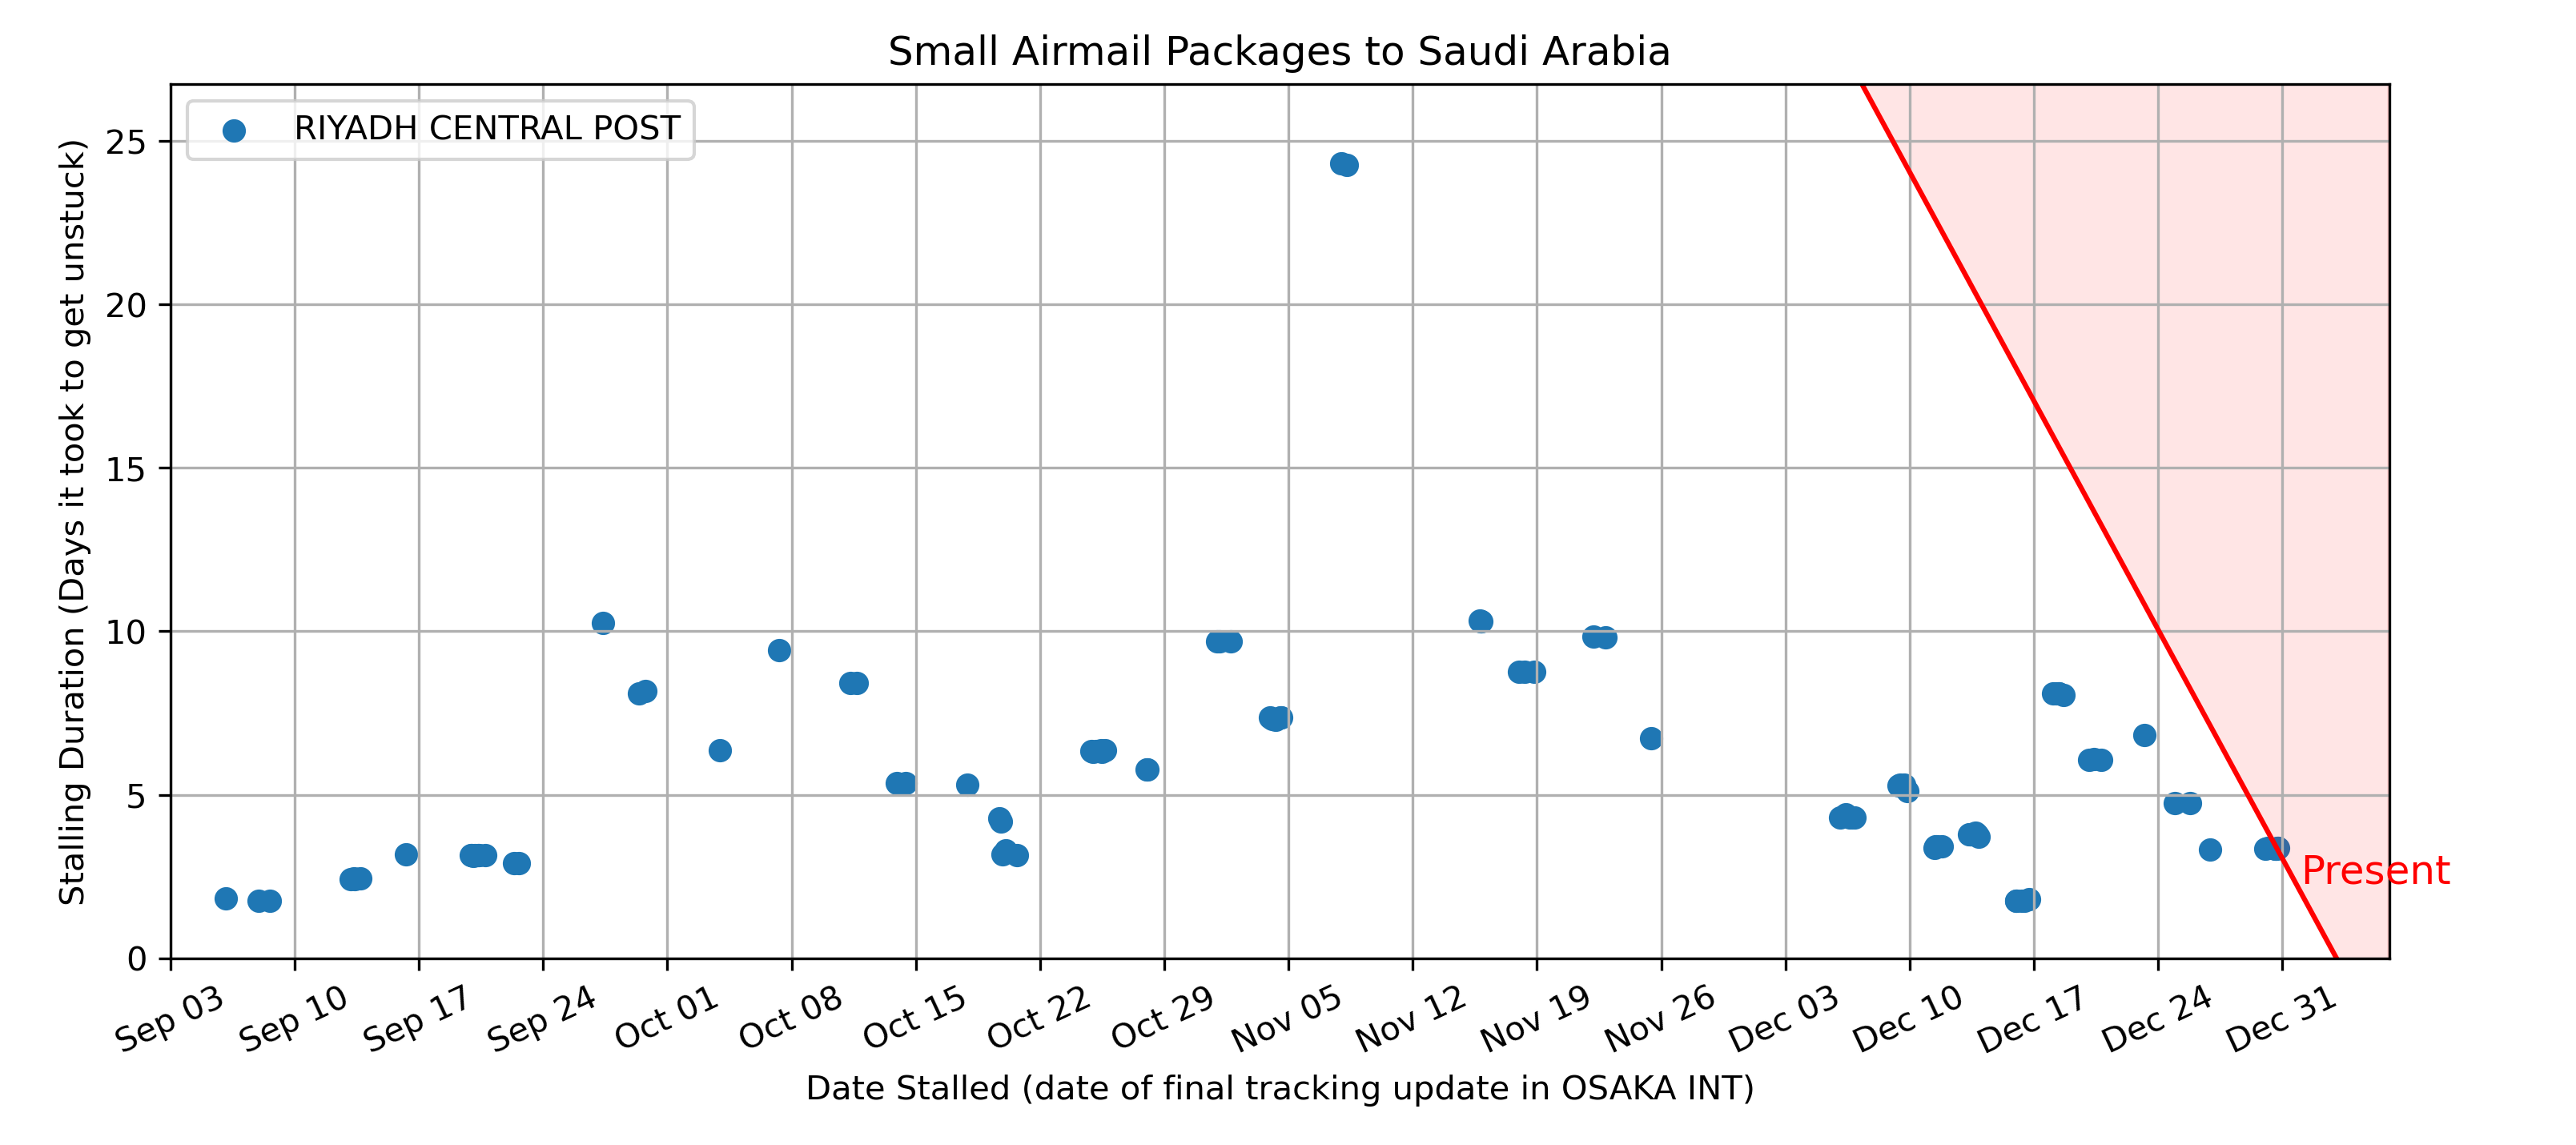 Small Airmail Packages to Saudi Arabia
RIYADH CENTRAL POST
Stalling Duration (Days it took to get unstuck)
25
20
15
10
5
0
Present
Sep 03
Sep 10
Sep 17
Sep 24
Oct 01
Oct 08
Oct 15
Oct 22
Oct 29
Nov 05
Nov 12
Nov 19
Nov 26
Dec 03
Dec 10
Dec 17
Dec 24
Dec 31
Date Stalled (date of final tracking update in OSAKA INT)